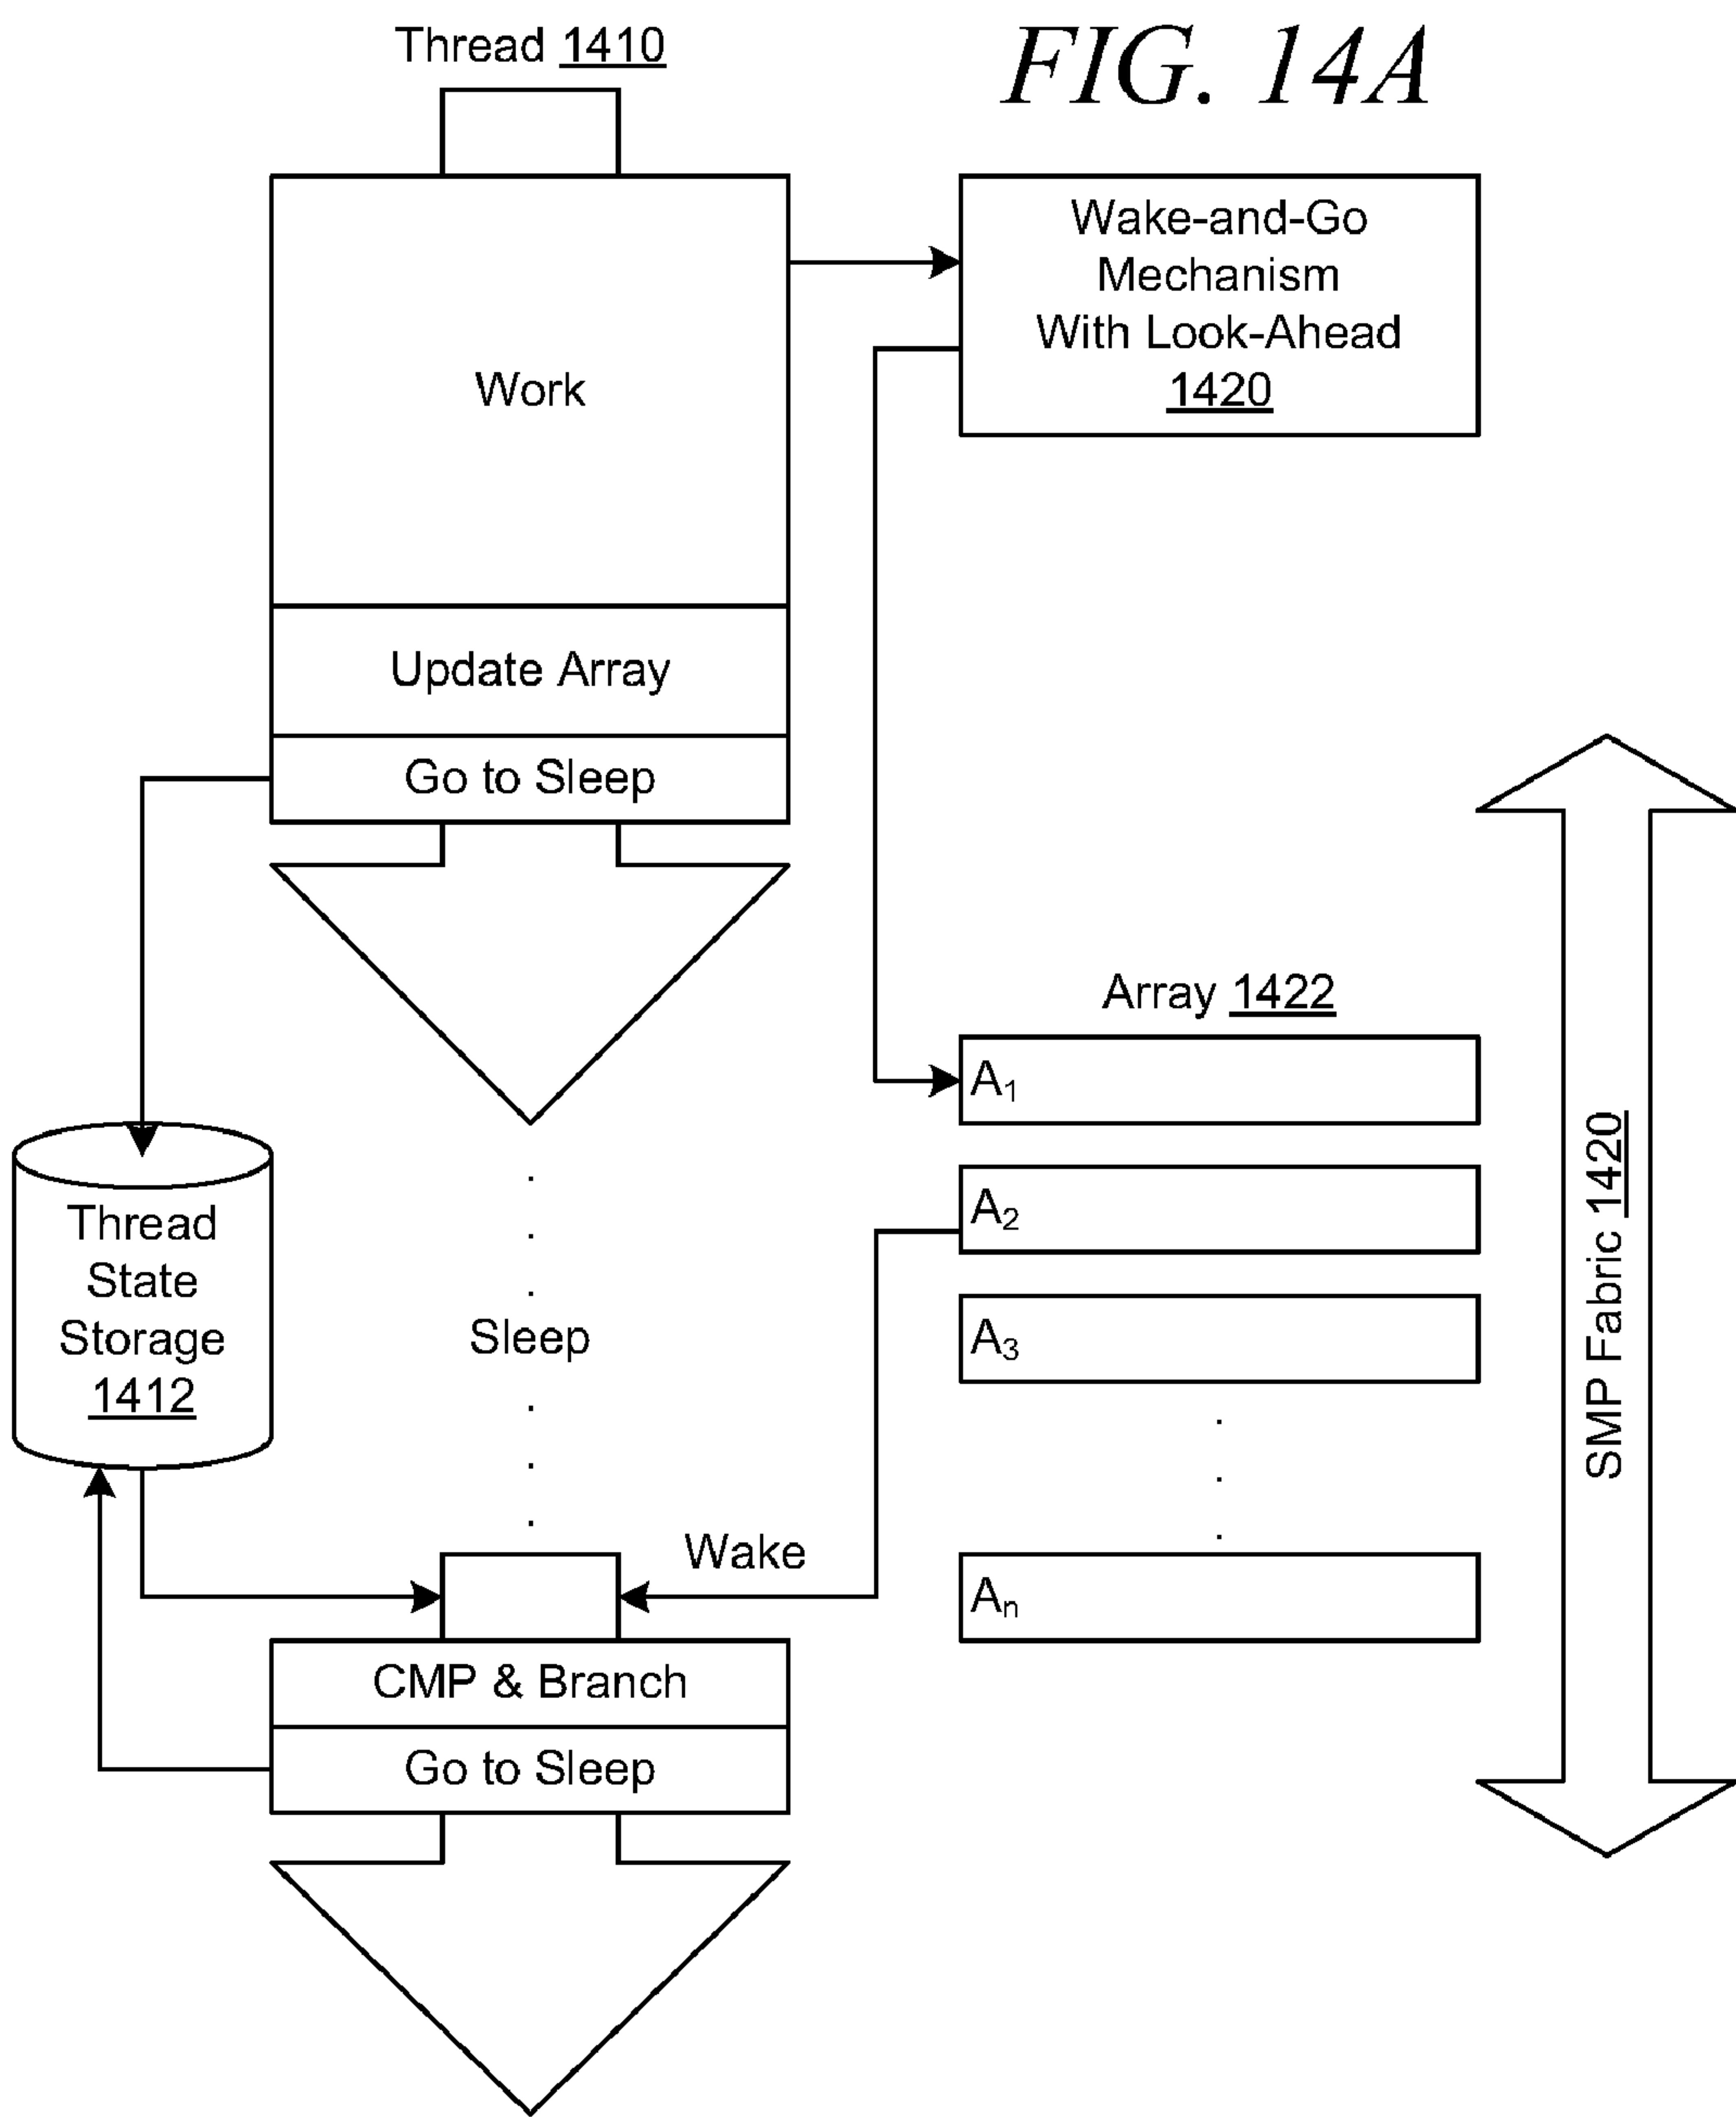 FIG. 14A
Thread 1410
Work
Update Array
Go to Sleep
Wake-and-Go
Mechanism
With Look-Ahead
1420
Array 1422
A₁
A₂
A₃
Aₙ
SMP Fabric 1420
Thread
State
Storage
1412
Sleep
Wake
CMP & Branch
Go to Sleep